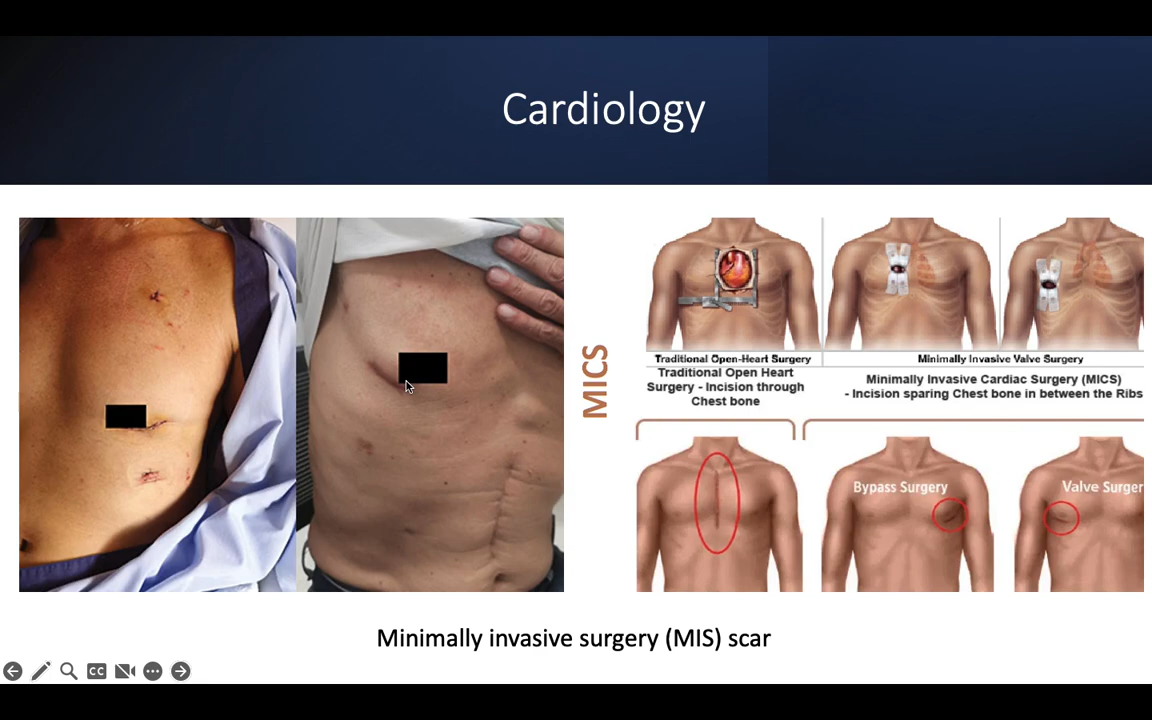 Cardiology
MICS
Traditional Open-Heart Surgery
Minimally Invasive Valve Surgery
Traditional Open Heart
Surgery - Incision through
Chest bone
Minimally Invasive Cardiac Surgery (MICS)
- Incision sparing Chest bone in between the Ribs
Bypass Surgery
Valve Surger
Minimally invasive surgery (MIS) scar
CC